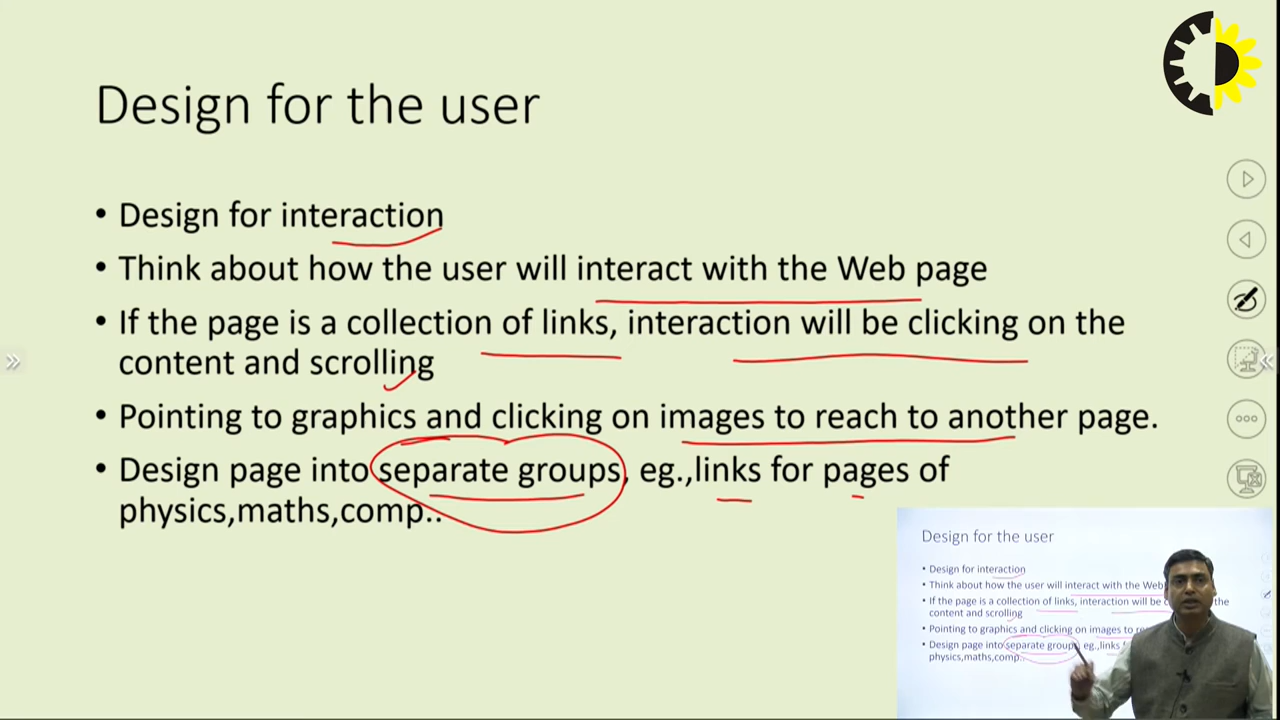 Design for the user
• Design for interaction
• Think about how the user will interact with the Web page
• If the page is a collection of links, interaction will be clicking on the
content and scrolling
• Pointing to graphics and clicking on images to reach to another page.
• Design page into separate groups, eg.,links for pages of
physics,maths,comp..
Design for the user
• Design for interaction
• Think about how the user will interact with the Web
• If the page is a collection of links, interaction will be the
content and scrolling
• Pointing to graphics and clicking on images to
• Design page into separate groups, eg.,links
physics,maths,comp..